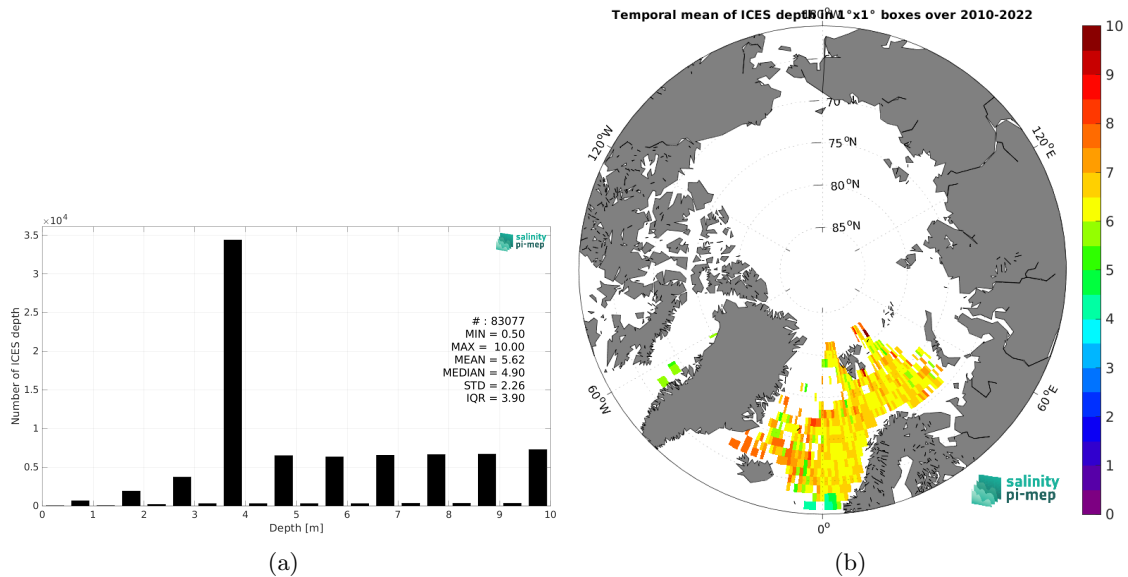 Temporal mean of ICES depth in 1°x1° boxes over 2010-2022
180°W
×10⁴
3.5
3
2.5
2
1.5
1
0.5
0
Number of ICES depth
salinity
pi-mep
# : 83077
MIN = 0.50
MAX = 10.00
MEAN = 5.62
MEDIAN = 4.90
STD = 2.26
IQR = 3.90
0 1 2 3 4 5 6 7 8 9 10
Depth [m]
(a)
120°W
120°E
75°N
80°N
85°N
60°W
60°E
0°
salinity
pi-mep
10
9
8
7
6
5
4
3
2
1
0
(b)